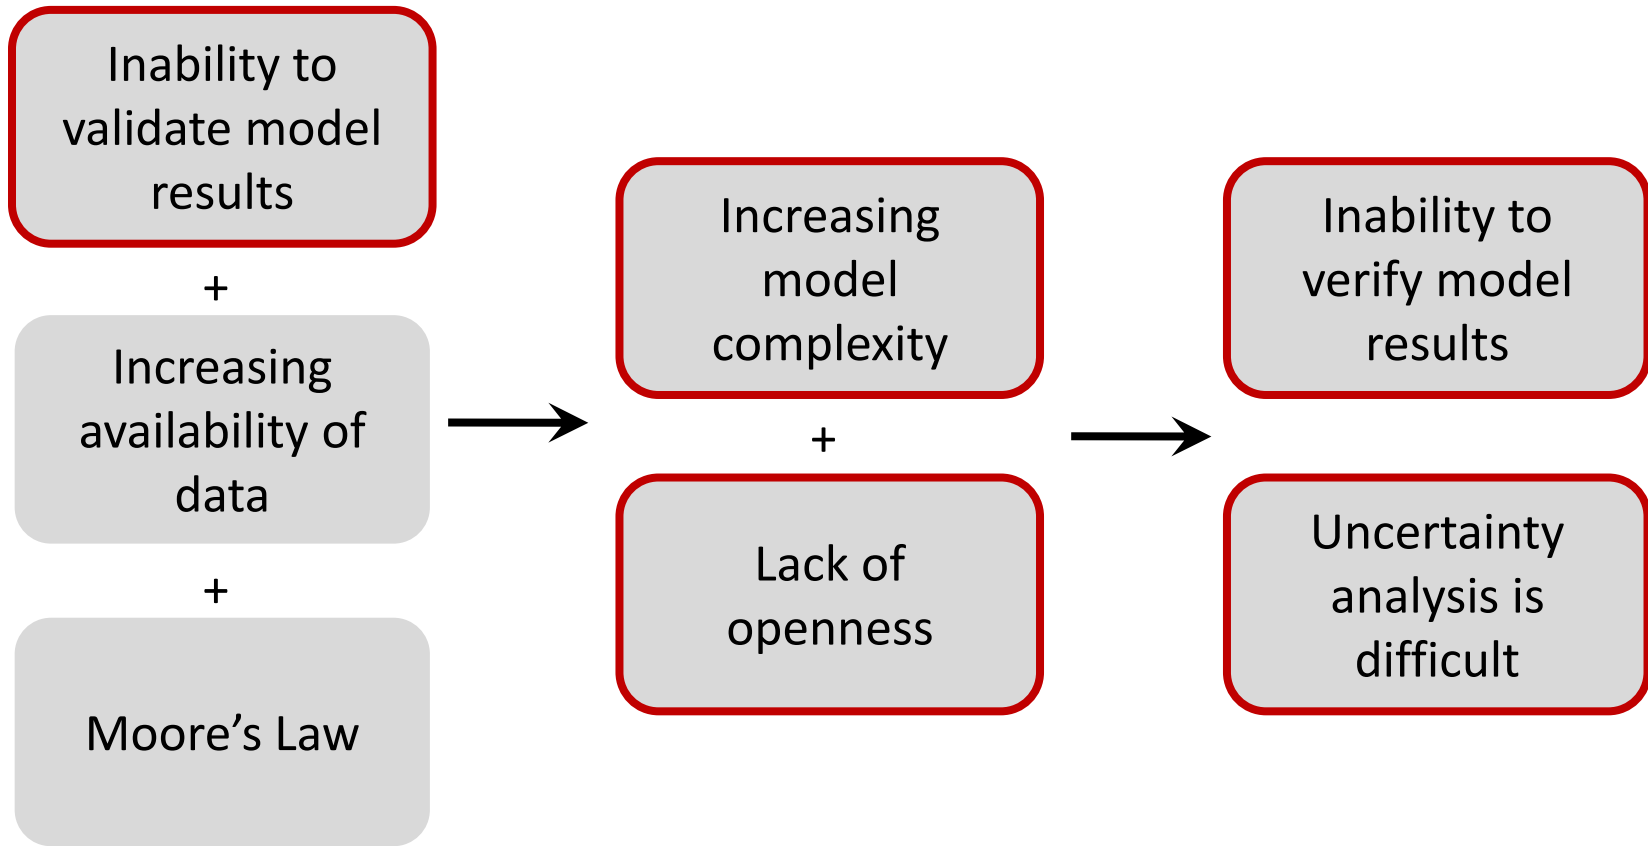 Inability to
validate model
results
+
Increasing
availability of
data
+
Moore’s Law
Increasing
model
complexity
+
Lack of
openness
Inability to
verify model
results
Uncertainty
analysis is
difficult